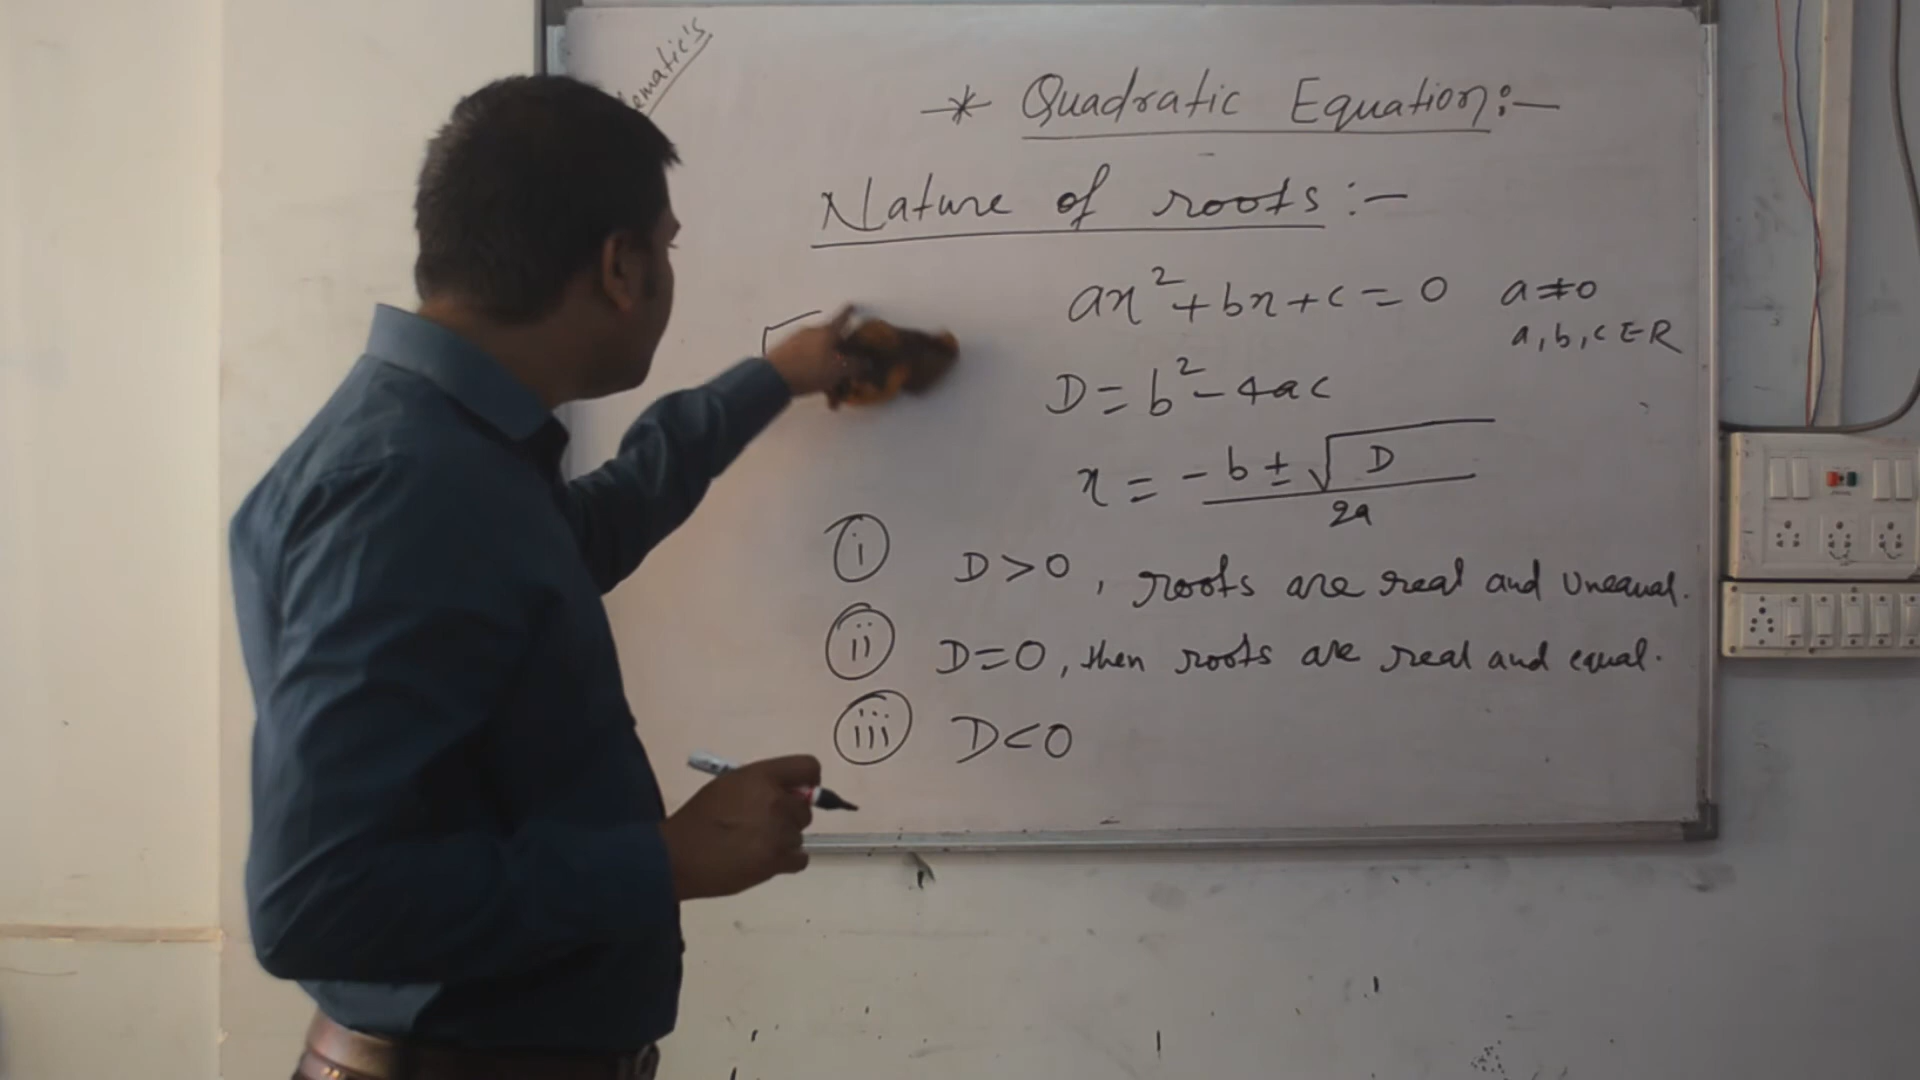 * Quadratic Equation:-
Nature of roots:-
ax²+bx+c=0 a≠0
a,b,c∈R
D=b²-4ac
x = -b±√D
2a
i D>0, roots are real and unequal.
ii D=0, then roots are real and equal.
iii D<0